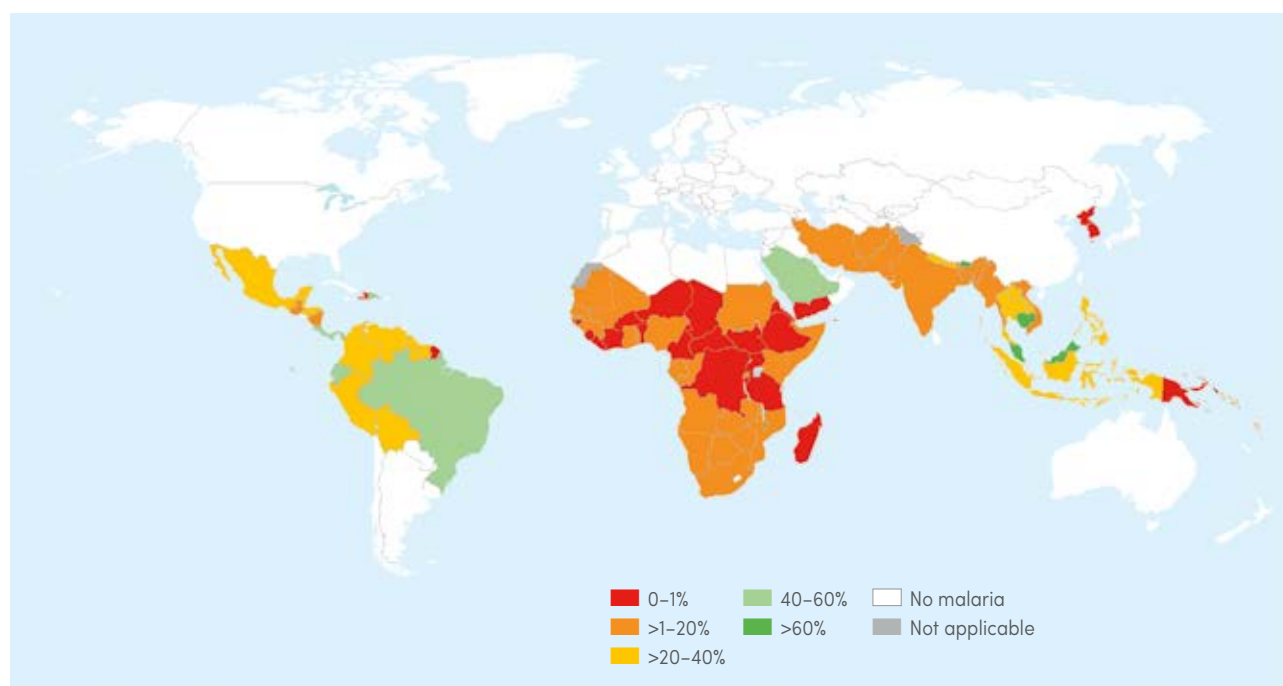 0–1%
>1–20%
>20–40%
40–60%
>60%
No malaria
Not applicable